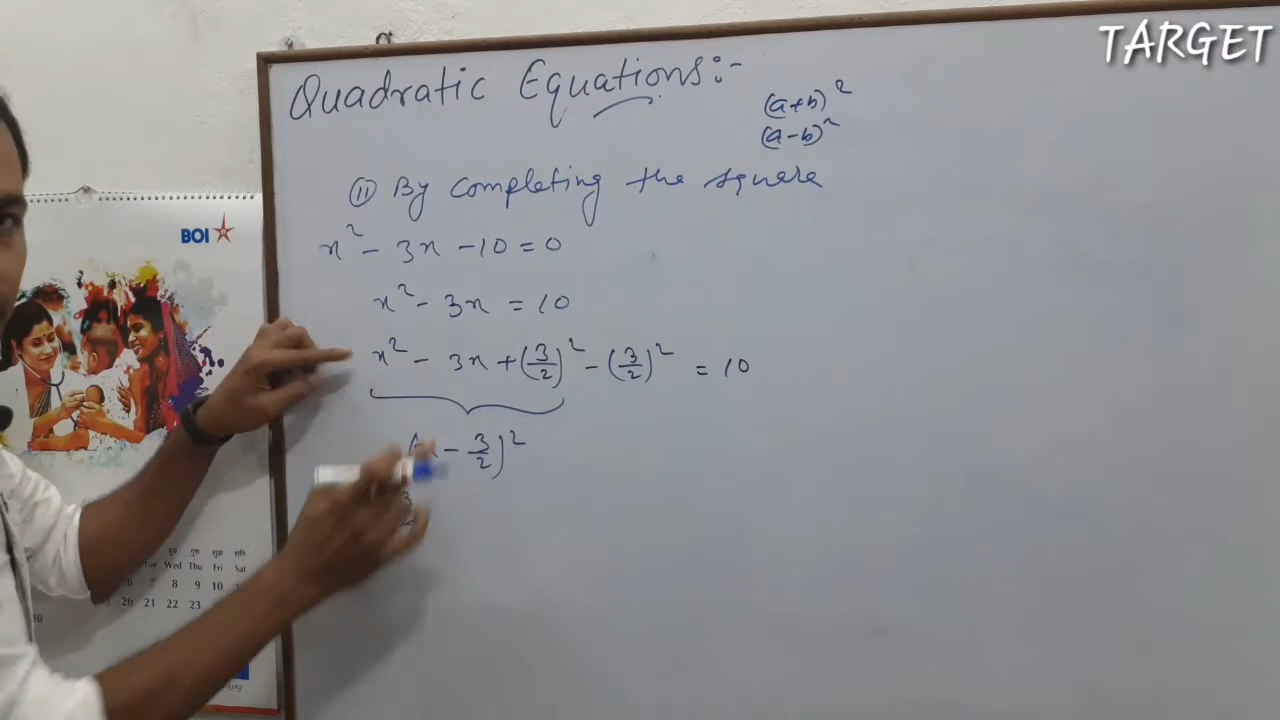 TARGET
Quadratic Equations:-
(a+b)²
(a-b)²
(ii) By completing the square
x² - 3x - 10 = 0
x² - 3x = 10
x² - 3x + (3/2)² - (3/2)² = 10
- 3/2)²
BOI
बुध गुरु शुक्र शनि
Tue Wed Thu Fri Sat
8 9 10
20 21 22 23
30